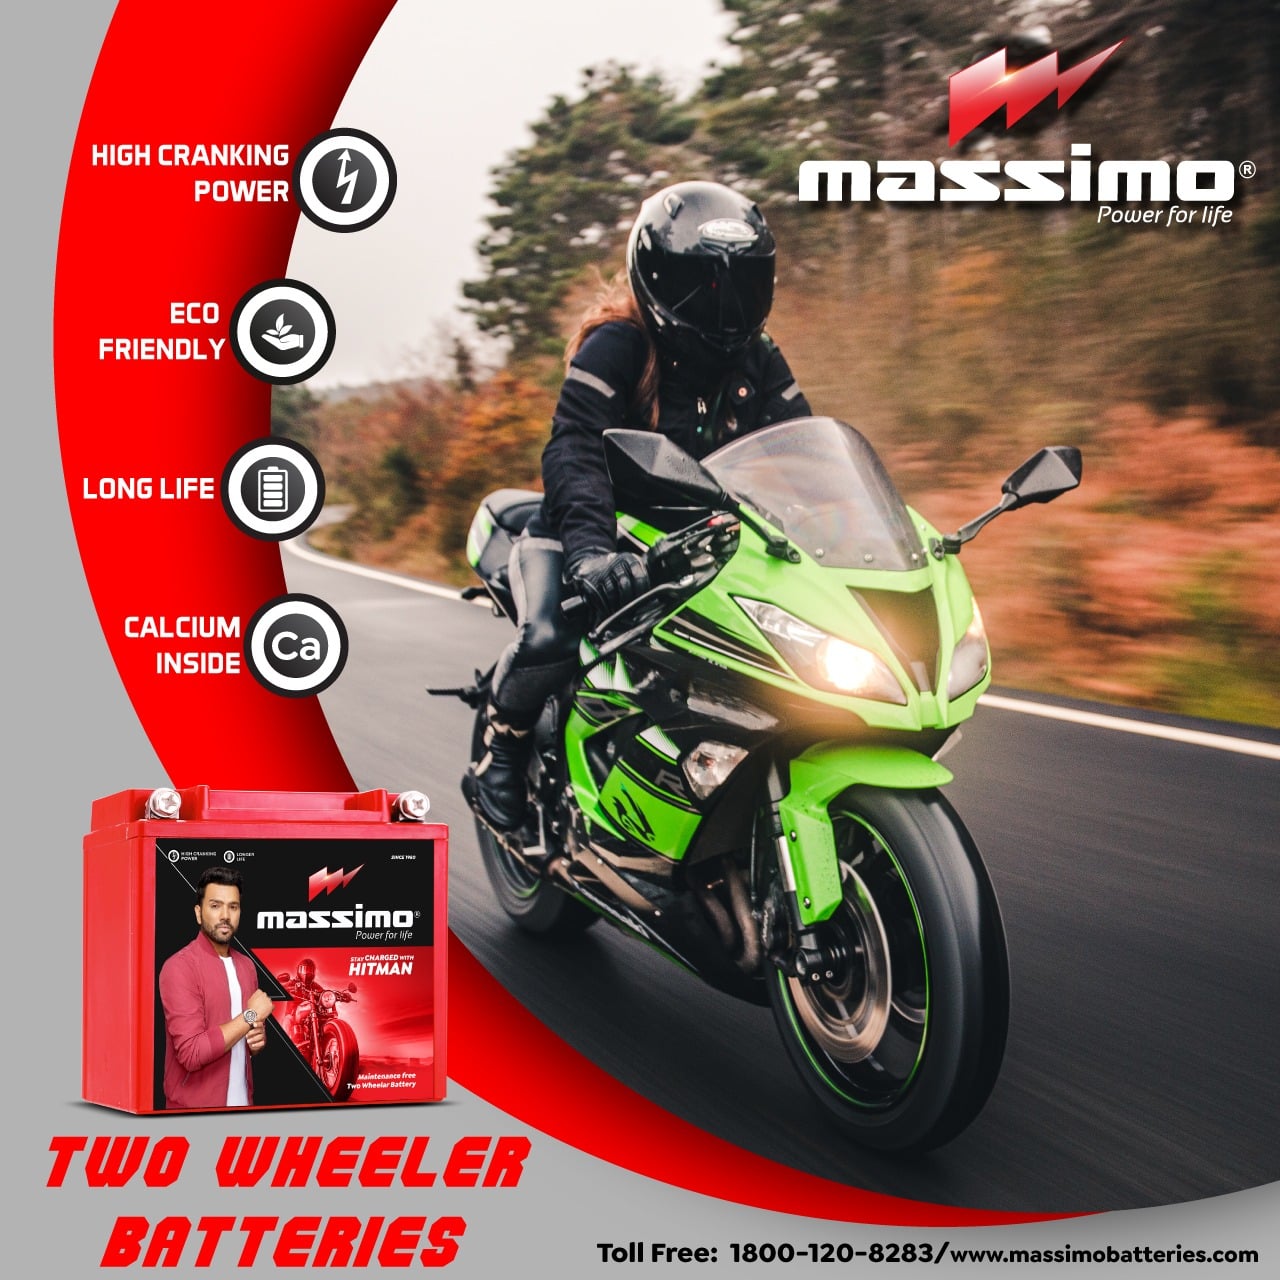 massimo®
Power for life
HIGH CRANKING
POWER
ECO
FRIENDLY
LONG LIFE
CALCIUM
INSIDE
Ca
HIGH CRANKING
POWER
LONGER
LIFE
SINCE 1960
massimo®
Power for life
STAY CHARGED WITH
HITMAN
Maintenance free
Two Wheelar Battery
TWO WHEELER
BATTERIES
Toll Free: 1800-120-8283/www.massimobatteries.com